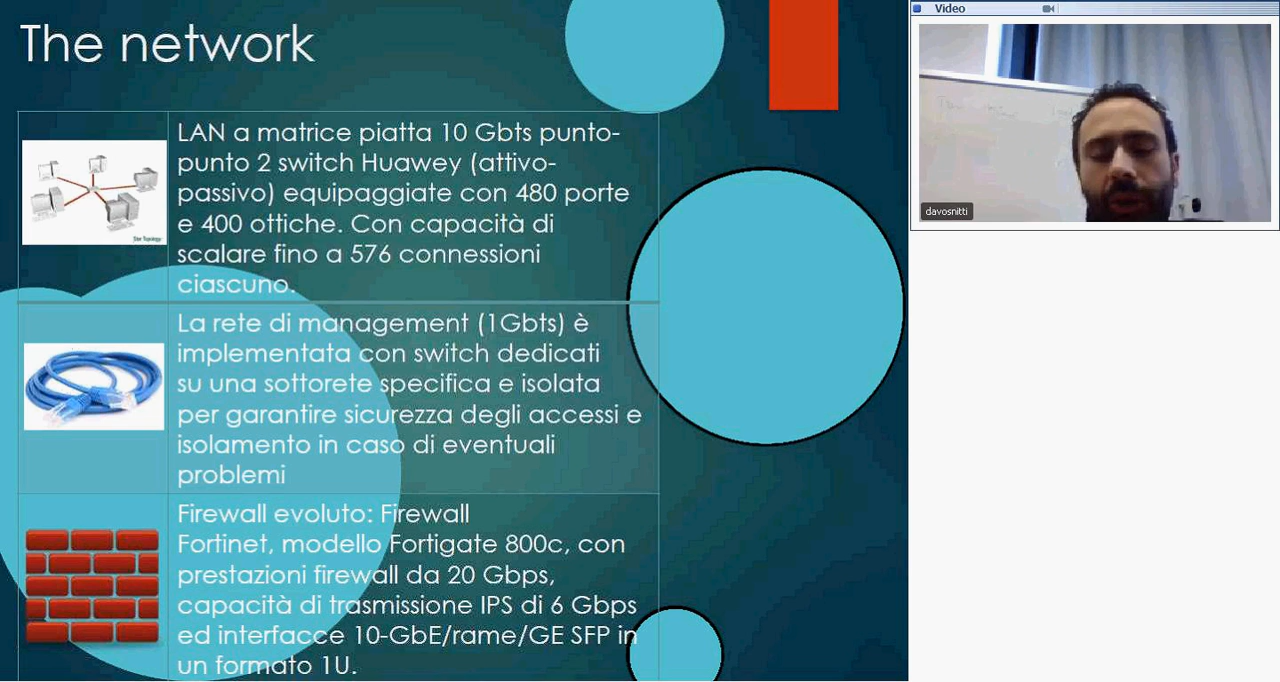 The network
LAN a matrice piatta 10 Gbts punto-
punto 2 switch Huawey (attivo-
passivo) equipaggiate con 480 porte
e 400 ottiche. Con capacità di
scalare fino a 576 connessioni
ciascuno.
Star Topology
La rete di management (1Gbts) è
implementata con switch dedicati
su una sottorete specifica e isolata
per garantire sicurezza degli accessi e
isolamento in caso di eventuali
problemi
Firewall evoluto: Firewall
Fortinet, modello Fortigate 800c, con
prestazioni firewall da 20 Gbps,
capacità di trasmissione IPS di 6 Gbps
ed interfacce 10-GbE/rame/GE SFP in
un formato 1U.
Video
davosnitti